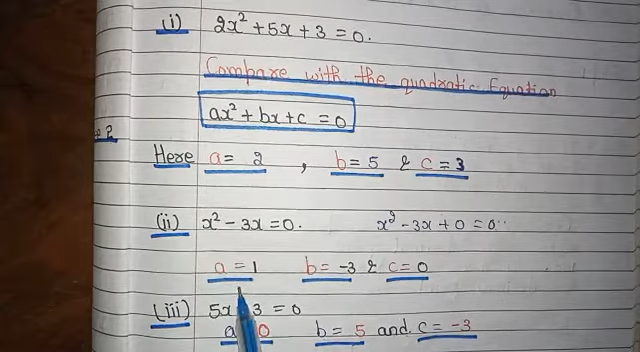 (i) 2x² + 5x + 3 = 0.
Compare with the quadratic Equation
ax² + bx + c = 0
Here a = 2 , b = 5 & c = 3
(ii) x² - 3x = 0. x² - 3x + 0 = 0..
a = 1 b = -3 & c = 0
(iii) 5x 3 = 0
a 0 b = 5 and c = -3